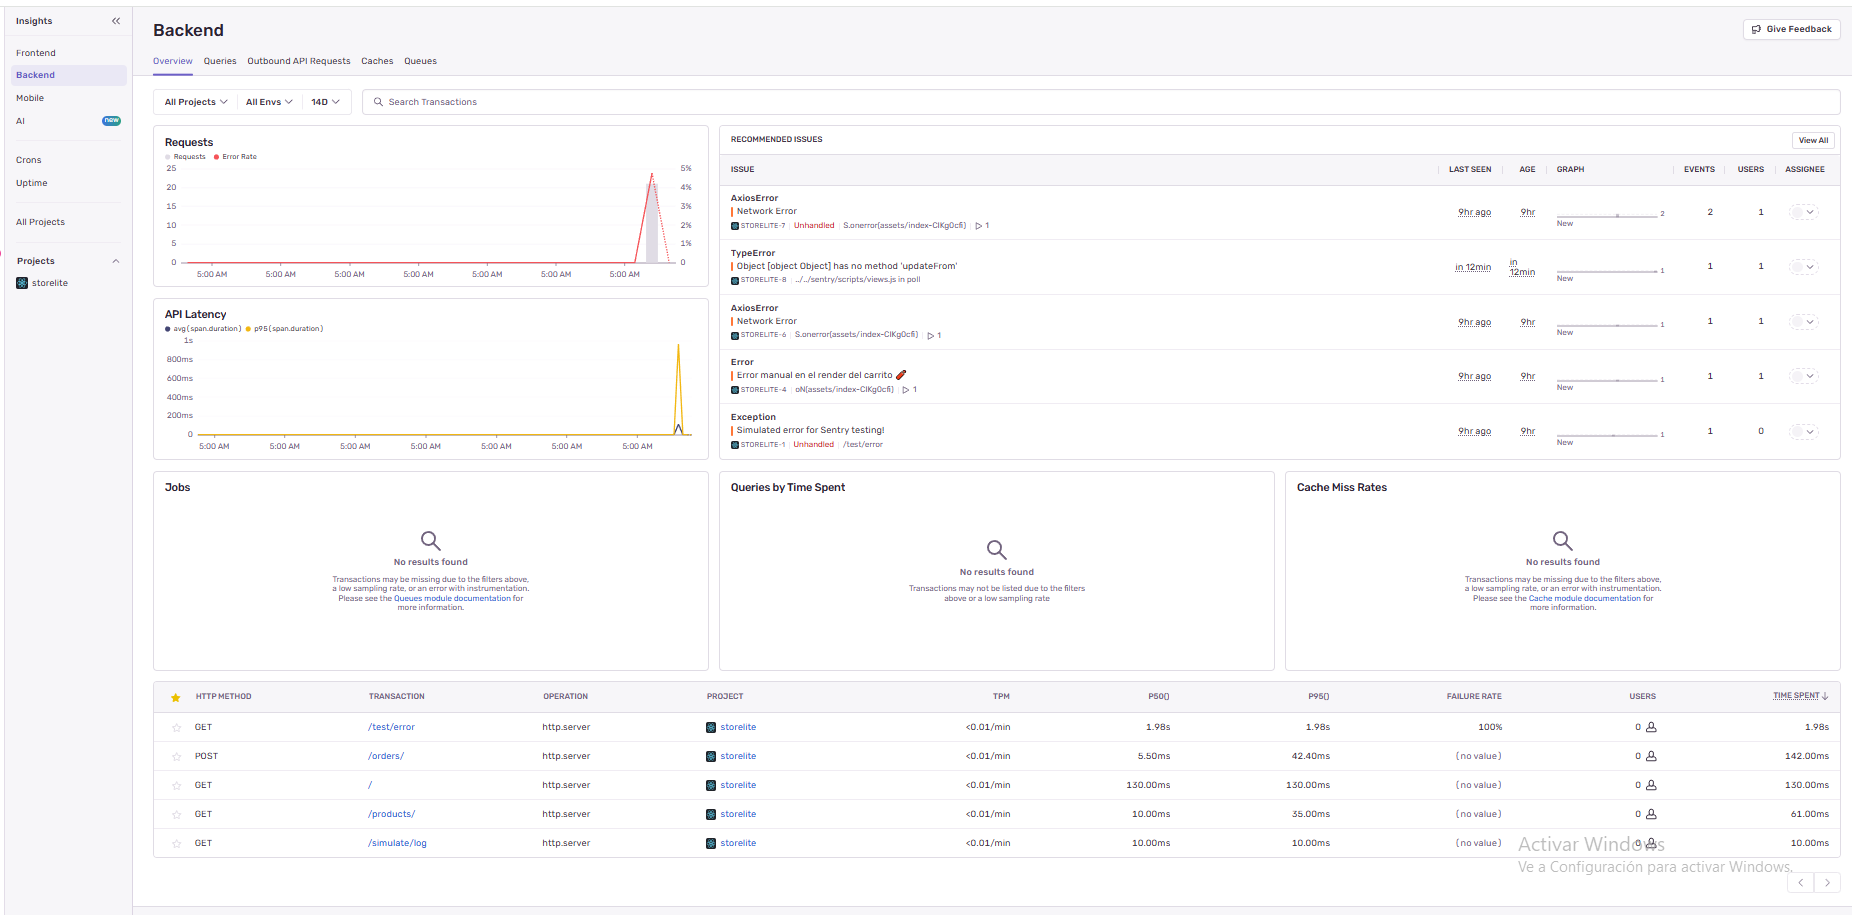 Insights
Frontend
Backend
Mobile
AI new
Crons
Uptime
All Projects
Projects
storelite
Backend
Give Feedback
Overview Queries Outbound API Requests Caches Queues
All Projects All Envs 14D Search Transactions
Requests
Requests Error Rate
25 5%
20 4%
15 3%
10 2%
5 1%
0 0
5:00 AM 5:00 AM 5:00 AM 5:00 AM 5:00 AM 5:00 AM 5:00 AM
API Latency
avg(span.duration) p95(span.duration)
1s
800ms
600ms
400ms
200ms
0
5:00 AM 5:00 AM 5:00 AM 5:00 AM 5:00 AM 5:00 AM 5:00 AM
RECOMMENDED ISSUES View All
ISSUE LAST SEEN AGE GRAPH EVENTS USERS ASSIGNEE
AxiosError
Network Error 9hr ago 9hr 2 2 1
STORELITE-7 Unhandled S.onerror(assets/index-CIKg0cfi) 1 New
TypeError
Object [object Object] has no method 'updateFrom' in 12min in 12min 1 1 1
STORELITE-8 ../../sentry/scripts/views.js in poll New
AxiosError
Network Error 9hr ago 9hr 1 1 1
STORELITE-6 S.onerror(assets/index-CIKg0cfi) 1 New
Error
Error manual en el render del carrito 🧨 9hr ago 9hr 1 1 1
STORELITE-4 oN(assets/index-CIKg0cfi) 1 New
Exception
Simulated error for Sentry testing! 9hr ago 9hr 1 1 0
STORELITE-1 Unhandled /test/error New
Jobs
No results found
Transactions may be missing due to the filters above,
a low sampling rate, or an error with instrumentation.
Please see the Queues module documentation for
more information.
Queries by Time Spent
No results found
Transactions may not be listed due to the filters
above or a low sampling rate
Cache Miss Rates
No results found
Transactions may be missing due to the filters above,
a low sampling rate, or an error with instrumentation.
Please see the Cache module documentation for
more information.
HTTP METHOD TRANSACTION OPERATION PROJECT TPM P50() P95() FAILURE RATE USERS TIME SPENT
GET /test/error http.server storelite <0.01/min 1.98s 1.98s 100% 0 1.98s
POST /orders/ http.server storelite <0.01/min 5.50ms 42.40ms (no value) 0 142.00ms
GET / http.server storelite <0.01/min 130.00ms 130.00ms (no value) 0 130.00ms
GET /products/ http.server storelite <0.01/min 10.00ms 35.00ms (no value) 0 61.00ms
GET /simulate/log http.server storelite <0.01/min 10.00ms 10.00ms (no value) 0 10.00ms
Activar Windows
Ve a Configuración para activar Windows.